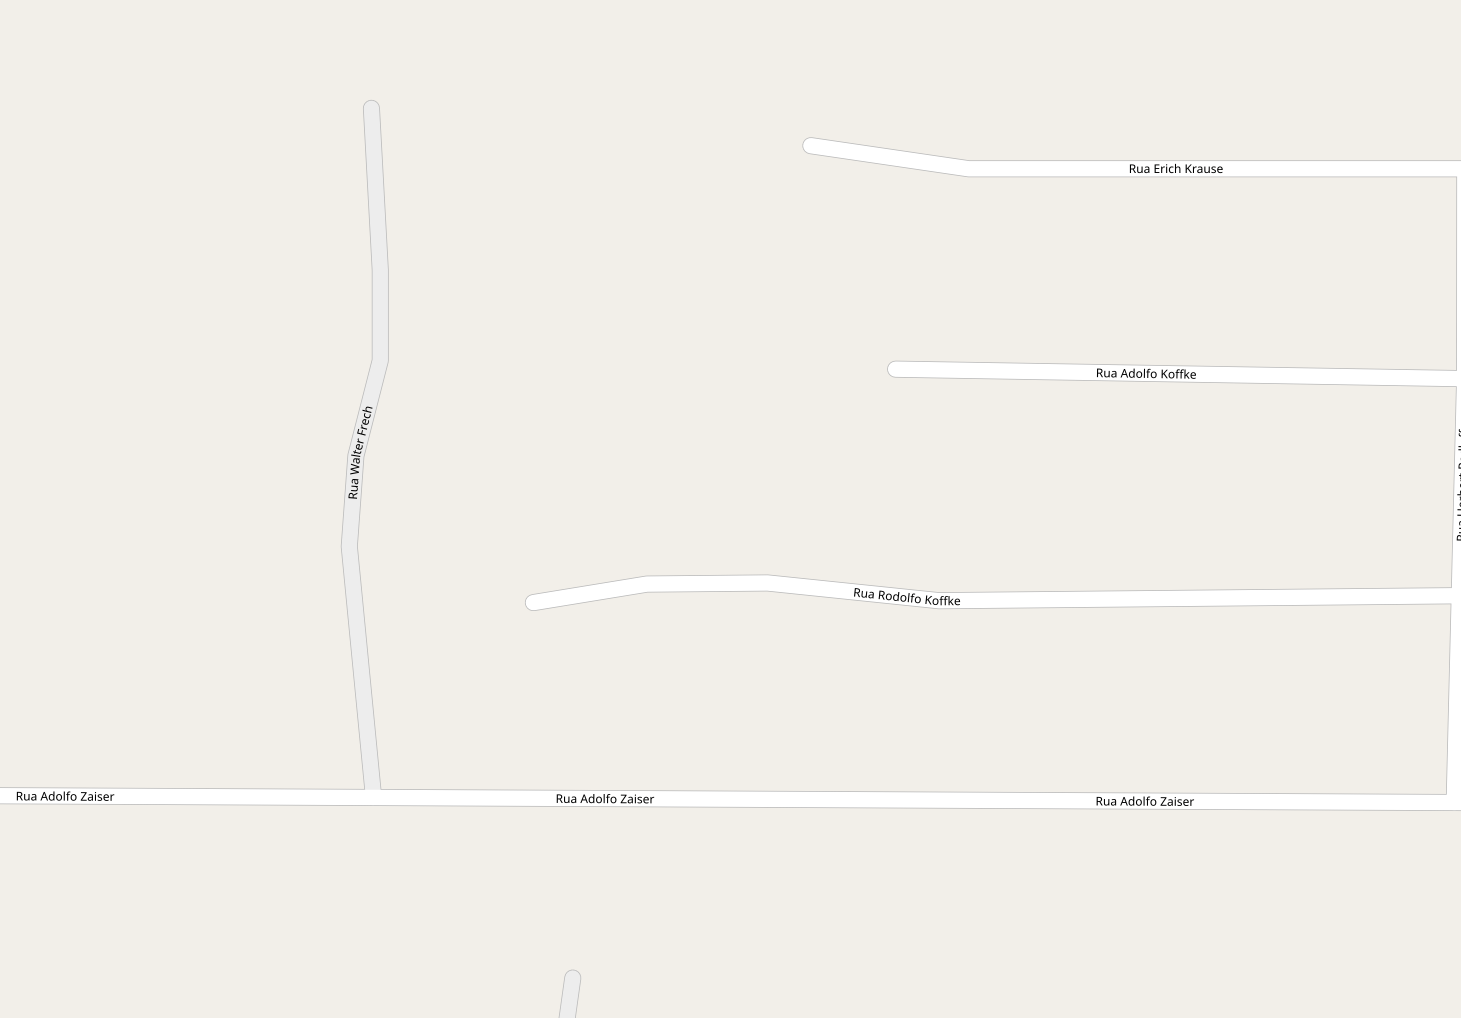 Rua Erich Krause
Rua Adolfo Koffke
Rua Walter Frech
Rua
Rua Rodolfo Koffke
Rua Adolfo Zaiser
Rua Adolfo Zaiser
Rua Adolfo Zaiser